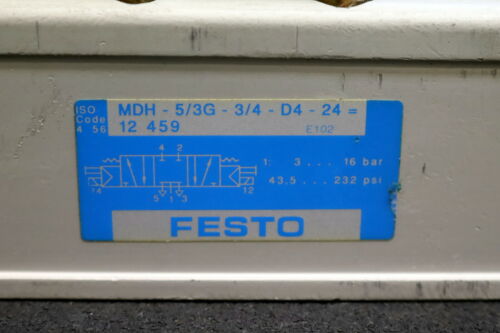 ISO MDH - 5/3G - 3/4 - D4 - 24 =
Code 12 459
4 56 E102
4 2
1: 3 ... 16 bar
14 12
43.5 ... 232 psi
5 1 3
FESTO